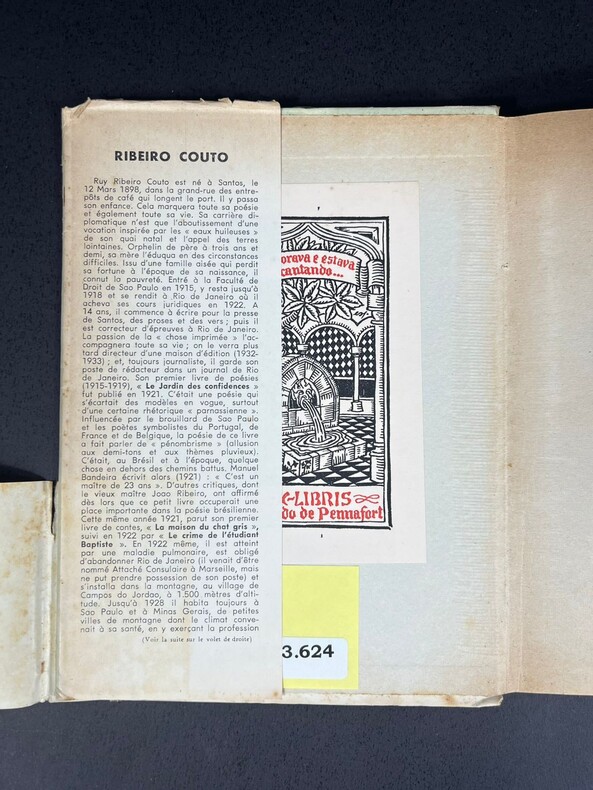 RIBEIRO COUTO
Ruy Ribeiro Couto est né à Santos, le
12 Mars 1898, dans la grand-rue des entre-
pôts de café qui longent le port. Il y passa
son enfance. Cela marquera toute sa poésie
et également toute sa vie. Sa carrière di-
plomatique n'est que l'aboutissement d'une
vocation inspirée par les « eaux huileuses »
de son quai natal et l'appel des terres
lointaines. Orphelin de père à trois ans et
demi, sa mère l'éduqua en des circonstances
difficiles. Issu d'une famille aisée qui perdit
sa fortune à l'époque de sa naissance, il
connut la pauvreté. Entré à la Faculté de
Droit de Sao Paulo en 1915, y resta jusqu'à
1918 et se rendit à Rio de Janeiro où il
acheva ses cours juridiques en 1922. A
14 ans, il commence à écrire pour la presse
de Santos, des proses et des vers ; puis il
est correcteur d'épreuves à Rio de Janeiro.
La passion de la « chose imprimée » l'ac-
compagnera toute sa vie ; on le verra plus
tard directeur d'une maison d'édition (1932-
1933) ; et, toujours journaliste, il garde son
poste de rédacteur dans un journal de Rio
de Janeiro. Son premier livre de poésies
(1915-1919), « Le Jardin des confidences »
fut publié en 1921. C'était une poésie qui
s'écartait des modèles en vogue, surtout
d'une certaine rhétorique « parnassienne ».
Influencée par le brouillard de Sao Paulo
et les poètes symbolistes du Portugal, de
France et de Belgique, la poésie de ce livre
a fait parler de « pénombrisme » (allusion
aux demi-tons et aux thèmes pluvieux).
C'était, au Brésil et à l'époque, quelque
chose en dehors des chemins battus. Manuel
Bandeira écrivit alors (1921) : « C'est un
maître de 23 ans ». D'autres critiques, dont
le vieux maître Joao Ribeiro, ont affirmé
dès lors que ce petit livre occuperait une
place importante dans la poésie brésilienne.
Cette même année 1921, parut son premier
livre de contes, « La maison du chat gris »,
suivi en 1922 par « Le crime de l'étudiant
Baptiste ». En 1922 même, il est atteint
par une maladie pulmonaire, est obligé
d'abandonner Rio de Janeiro (il venait d'être
nommé Attaché Consulaire à Marseille, mais
ne put prendre possession de son poste) et
s'installa dans la montagne, au village de
Campos do Jordao, à 1.500 mètres d'alti-
tude. Jusqu'à 1928 il habita toujours à
Sao Paulo et à Minas Gerais, de petites
villes de montagne dont le climat conve-
nait à sa santé, en y exerçant la profession
(Voir la suite sur le volet de droite)
orava e estava
cantando...
X-LIBRIS
do de Pennafort
3.624